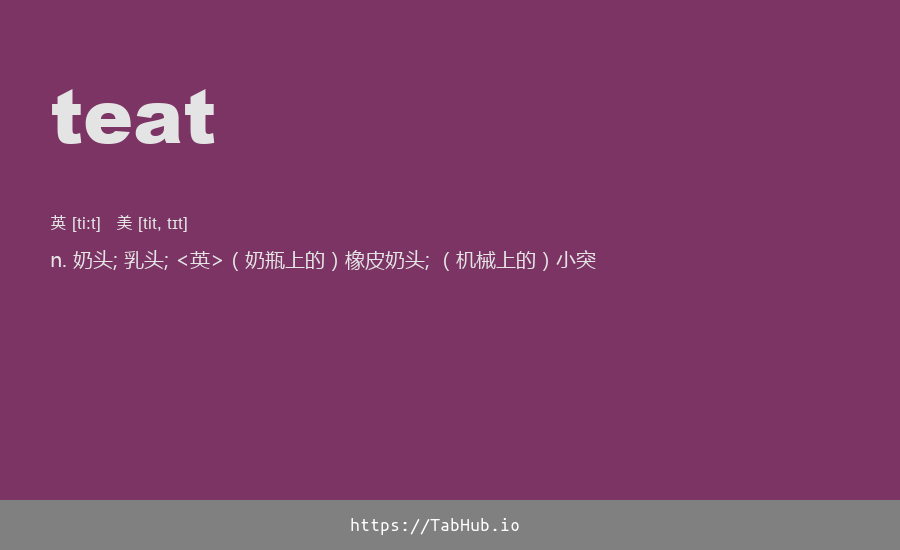 teat
英 [ti:t] 美 [tit, tɪt]
n. 奶头; 乳头; <英>（奶瓶上的）橡皮奶头; （机械上的）小突
https://TabHub.io